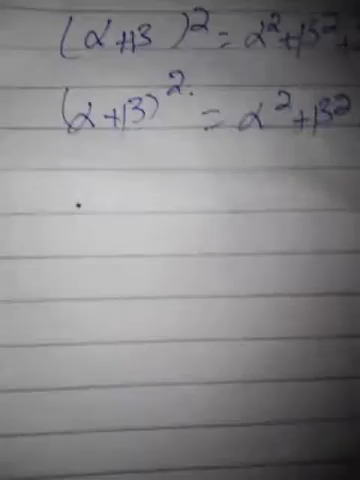 (α+β)² = α²+β²+
(α+β)². = α²+β²